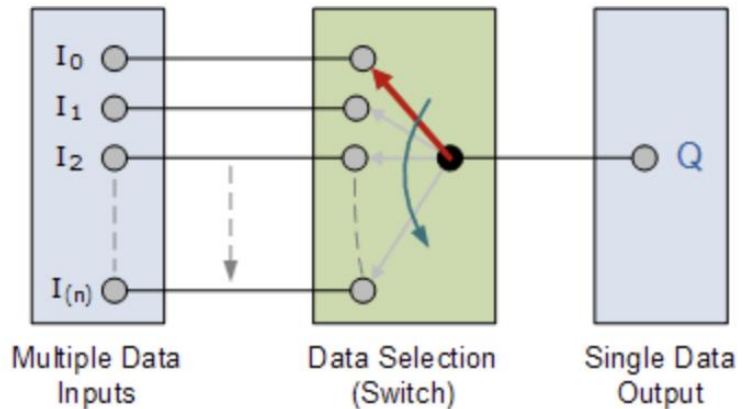 I0
I1
I2
I(n)
Q
Multiple Data
Inputs
Data Selection
(Switch)
Single Data
Output